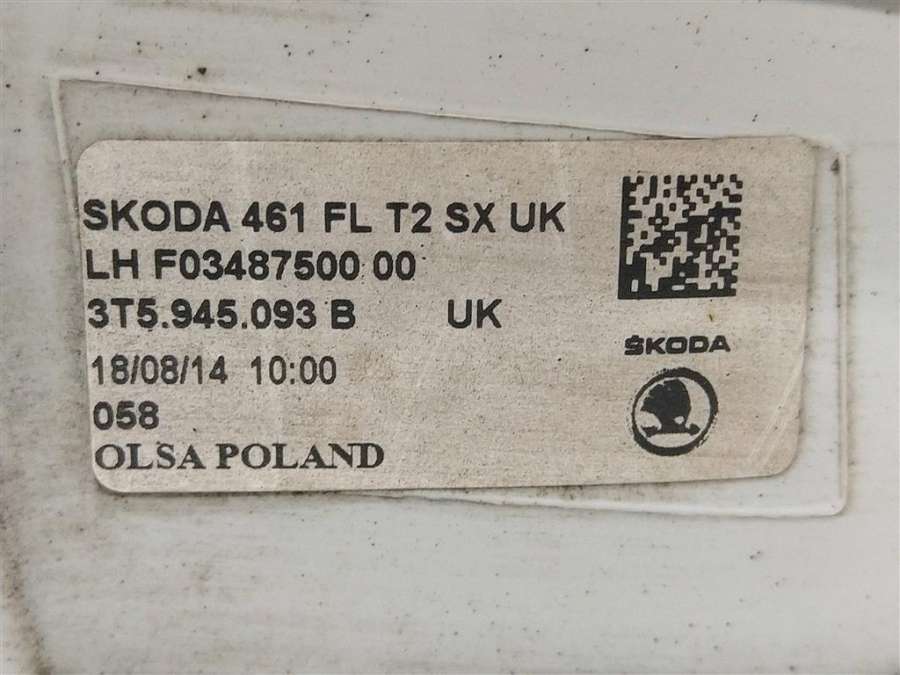 SKODA 461 FL T2 SX UK
LH F03487500 00
3T5.945.093 B UK
18/08/14 10:00
058
OLSA POLAND
ŠKODA